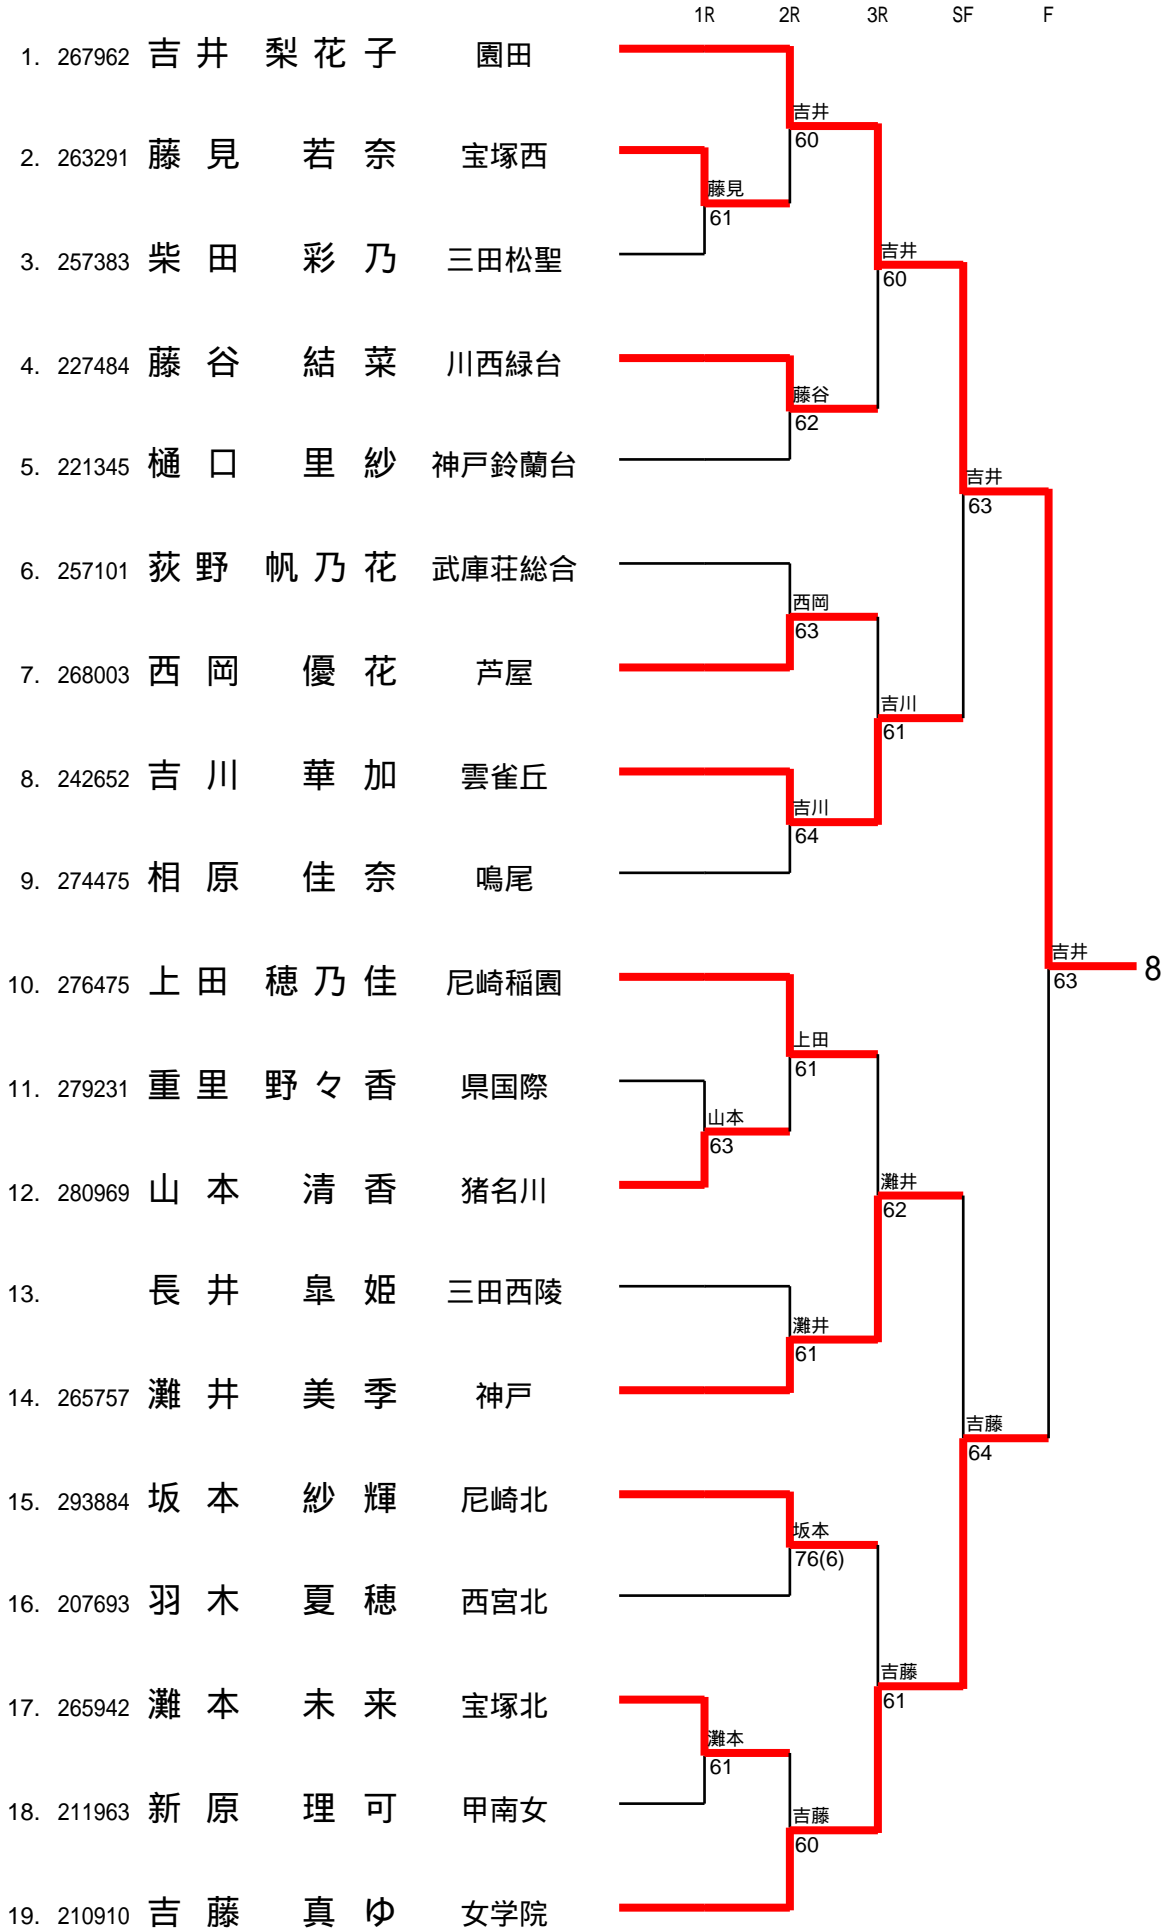 1R 2R 3R SF F
1. 267962 吉井 梨花子 園田
吉井
60
2. 263291 藤見 若奈 宝塚西
藤見
61
3. 257383 柴田 彩乃 三田松聖
吉井
60
4. 227484 藤谷 結菜 川西緑台
藤谷
62
5. 221345 樋口 里紗 神戸鈴蘭台
吉井
63
6. 257101 荻野 帆乃花 武庫荘総合
西岡
63
7. 268003 西岡 優花 芦屋
吉川
61
8. 242652 吉川 華加 雲雀丘
吉川
64
9. 274475 相原 佳奈 鳴尾
吉井
63
8
10. 276475 上田 穂乃佳 尼崎稲園
上田
61
11. 279231 重里 野々香 県国際
山本
63
12. 280969 山本 清香 猪名川
灘井
62
13. 長井 皐姫 三田西陵
灘井
61
14. 265757 灘井 美季 神戸
吉藤
64
15. 293884 坂本 紗輝 尼崎北
坂本
76(6)
16. 207693 羽木 夏穂 西宮北
吉藤
61
17. 265942 灘本 未来 宝塚北
灘本
61
18. 211963 新原 理可 甲南女
吉藤
60
19. 210910 吉藤 真ゆ 女学院